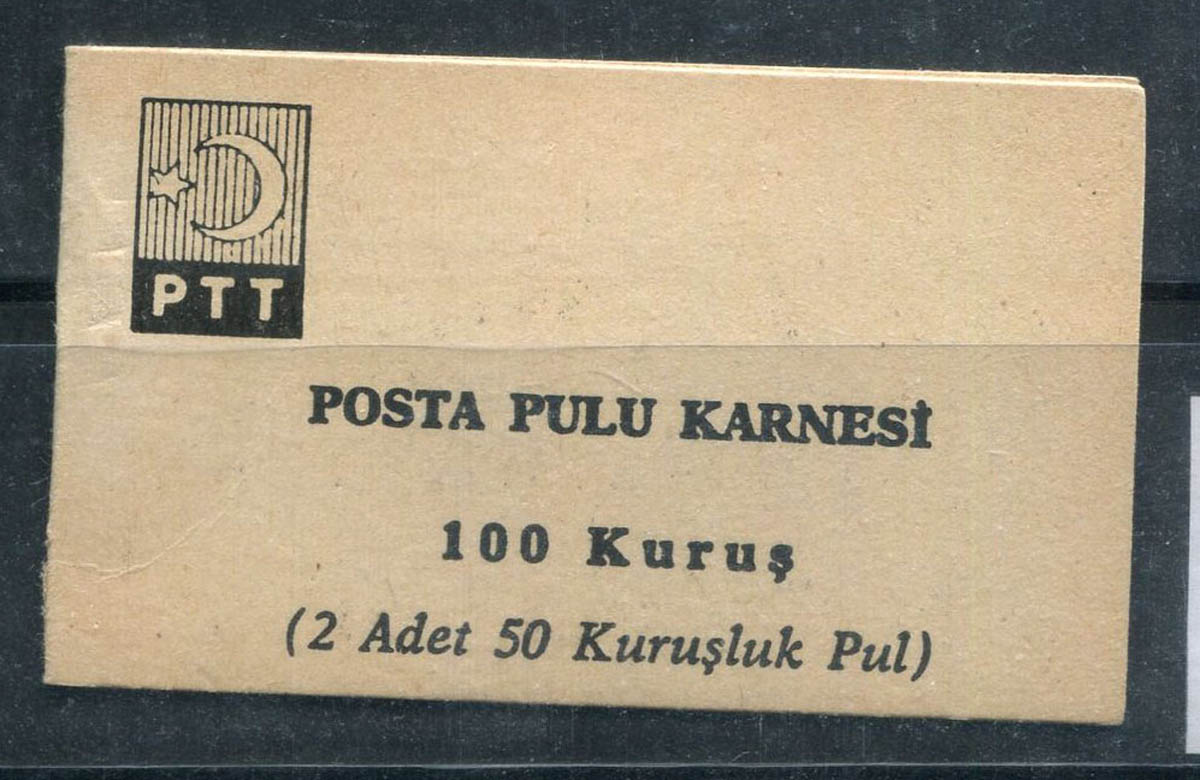 PTT
POSTA PULU KARNESİ
100 Kuruş
(2 Adet 50 Kuruşluk Pul)